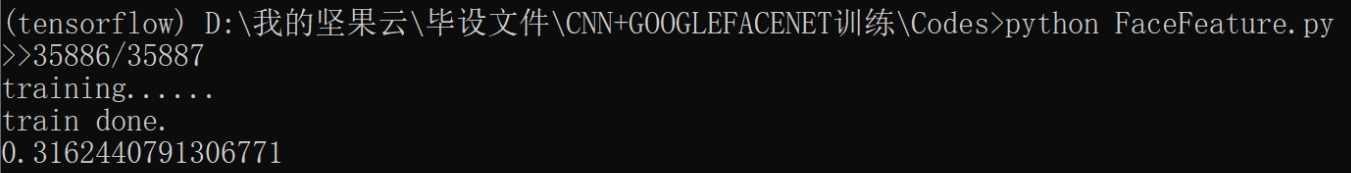 (tensorflow) D:\我的坚果云\毕设文件\CNN+GOOGLEFACENET训练\Codes>python FaceFeature.py
>>35886/35887
training......
train done.
0.3162440791306771